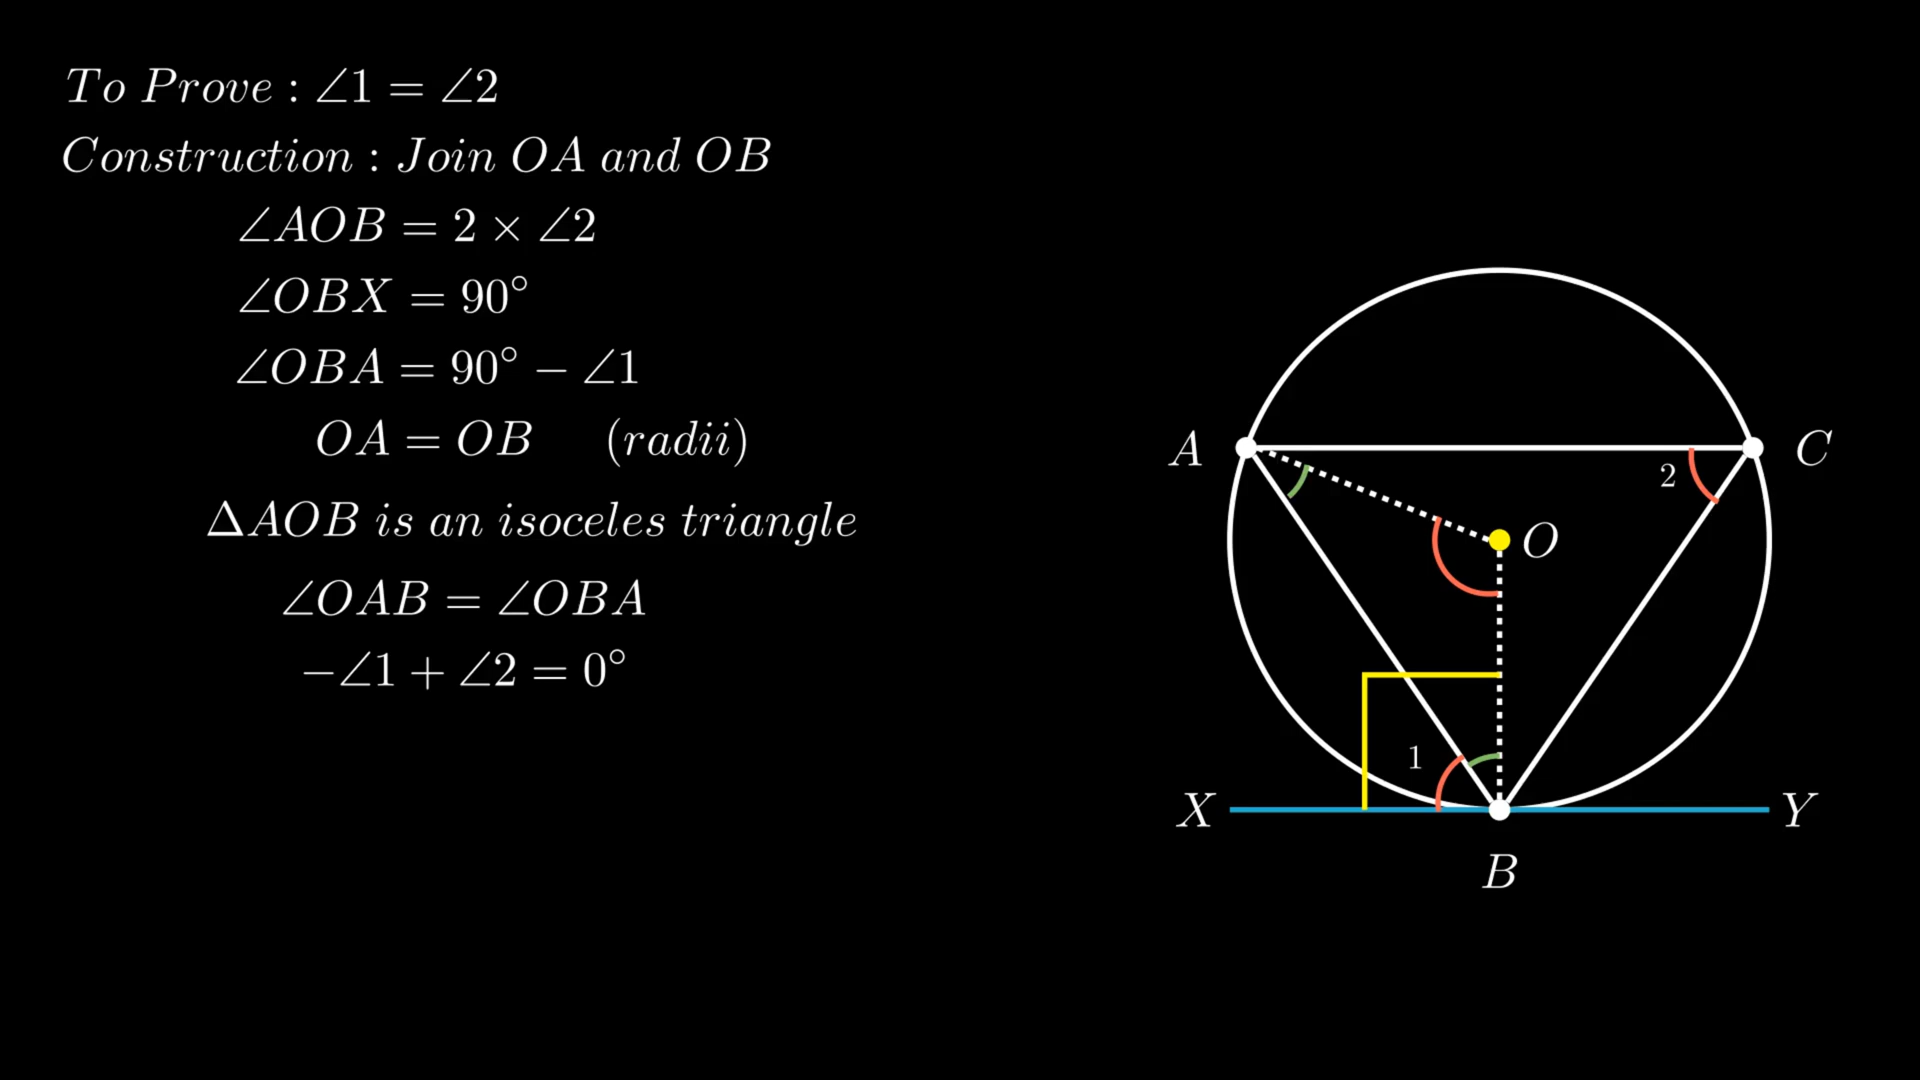 To Prove : ∠1 = ∠2
Construction : Join OA and OB
∠AOB = 2 × ∠2
∠OBX = 90°
∠OBA = 90° − ∠1
OA = OB (radii)
ΔAOB is an isoceles triangle
∠OAB = ∠OBA
−∠1 + ∠2 = 0°
A
C
2
O
1
X
Y
B